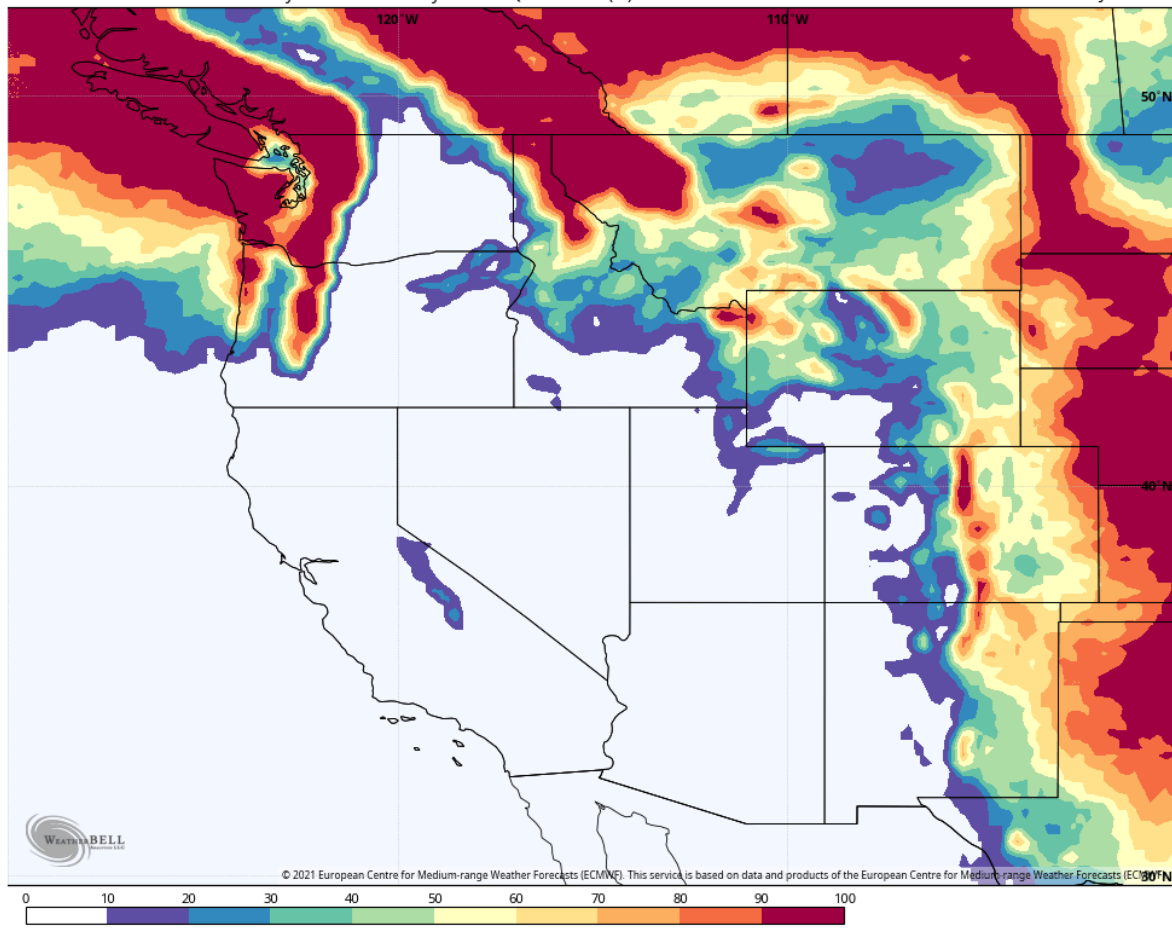 120°W
110°W
50°N
40°N
WEATHERBELL
© 2021 European Centre for Medium-range Weather Forecasts (ECMWF). This service is based on data and products of the European Centre for Medium-range Weather Forecasts (ECMWF).
30°N
0 10 20 30 40 50 60 70 80 90 100